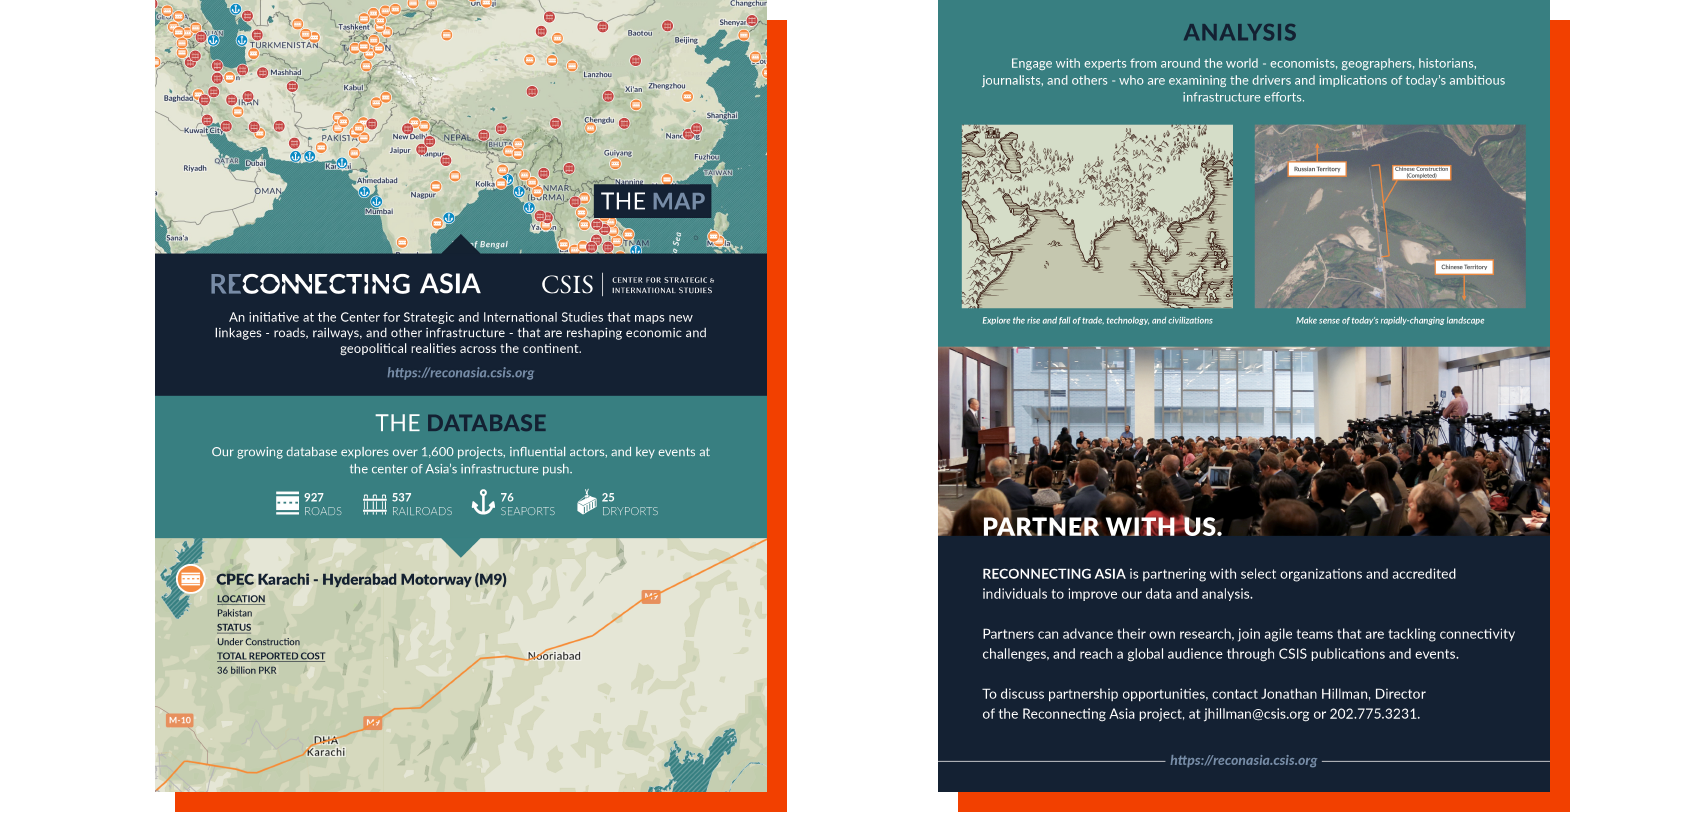 Changchun
Shenyang
Tashkent
TURKMENISTAN
Baotou
Beijing
Mashhad
Lanzhou
Baghdad
IRAN
Kabul
Xi'an
Zhengzhou
Shanghai
Kuwait City
PAKISTAN
New Delhi
NEPAL
Chengdu
BHUTAN
Riyadh
QATAR
Dubai
Karachi
Jaipur
Kanpur
Guiyang
Fuzhou
TAIWAN
OMAN
Ahmedabad
Nagpur
Kolkata
(BURMA)
Nanning
Mumbai
Sana'a
of Bengal
THE MAP
RECONNECTING ASIA
CSIS
CENTER FOR STRATEGIC &
INTERNATIONAL STUDIES
An initiative at the Center for Strategic and International Studies that maps new
linkages - roads, railways, and other infrastructure - that are reshaping economic and
geopolitical realities across the continent.
https://reconasia.csis.org
THE DATABASE
Our growing database explores over 1,600 projects, influential actors, and key events at
the center of Asia's infrastructure push.
927
ROADS
537
RAILROADS
76
SEAPORTS
25
DRYPORTS
CPEC Karachi - Hyderabad Motorway (M9)
LOCATION
Pakistan
STATUS
Under Construction
TOTAL REPORTED COST
36 billion PKR
M9
Nooriabad
M-10
M9
DHA
Karachi
ANALYSIS
Engage with experts from around the world - economists, geographers, historians,
journalists, and others - who are examining the drivers and implications of today's ambitious
infrastructure efforts.
Russian Territory
Chinese Construction
(Completed)
Chinese Territory
Explore the rise and fall of trade, technology, and civilizations
Make sense of today's rapidly-changing landscape
PARTNER WITH US.
RECONNECTING ASIA is partnering with select organizations and accredited
individuals to improve our data and analysis.
Partners can advance their own research, join agile teams that are tackling connectivity
challenges, and reach a global audience through CSIS publications and events.
To discuss partnership opportunities, contact Jonathan Hillman, Director
of the Reconnecting Asia project, at jhillman@csis.org or 202.775.3231.
https://reconasia.csis.org